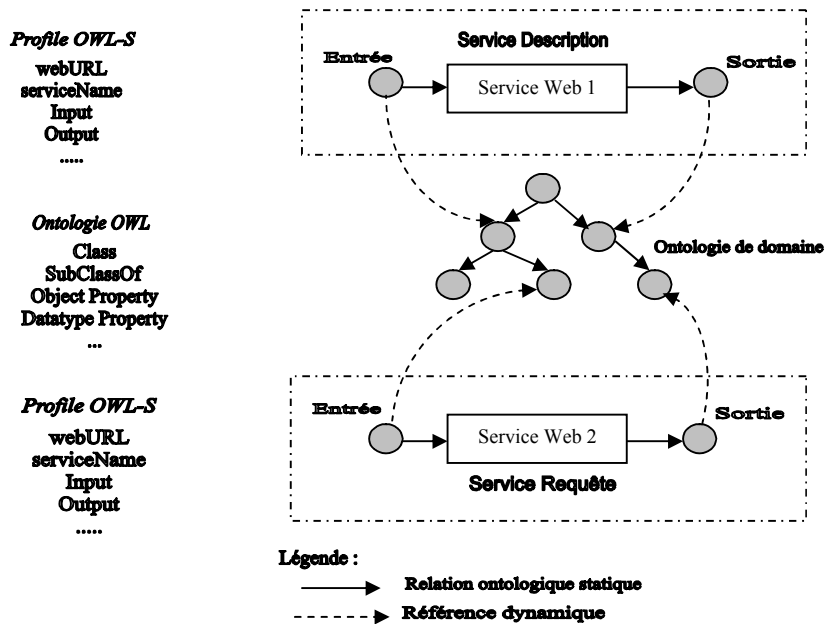 Profile OWL-S
webURL
serviceName
Input
Output
.....
Service Description
Entrée
Service Web 1
Sortie
Ontologie OWL
Class
SubClassOf
Object Property
Datatype Property
...
Ontologie de domaine
Profile OWL-S
webURL
serviceName
Input
Output
.....
Entrée
Service Web 2
Sortie
Service Requête
Légende :
Relation ontologique statique
Référence dynamique